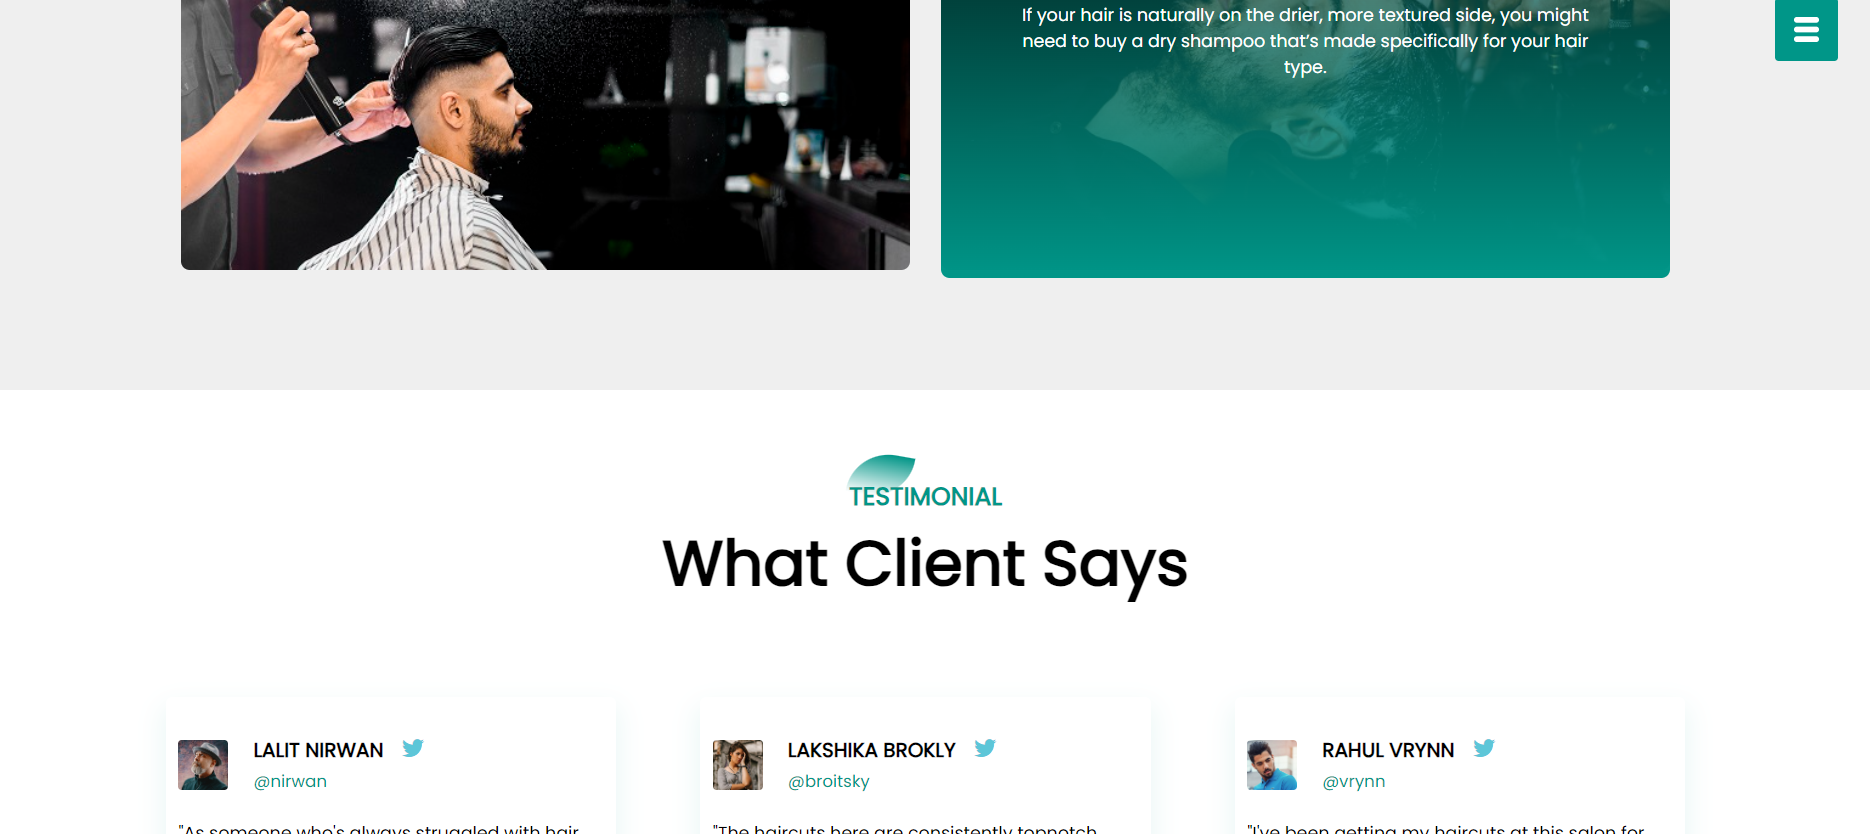 If your hair is naturally on the drier, more textured side, you might
need to buy a dry shampoo that’s made specifically for your hair
type.
TESTIMONIAL
What Client Says
LALIT NIRWAN
@nirwan
LAKSHIKA BROKLY
@broitsky
RAHUL VRYNN
@vrynn
"As someone who's always struggled with hair
"The haircuts here are consistently topnotch
"I've been getting my haircuts at this salon for